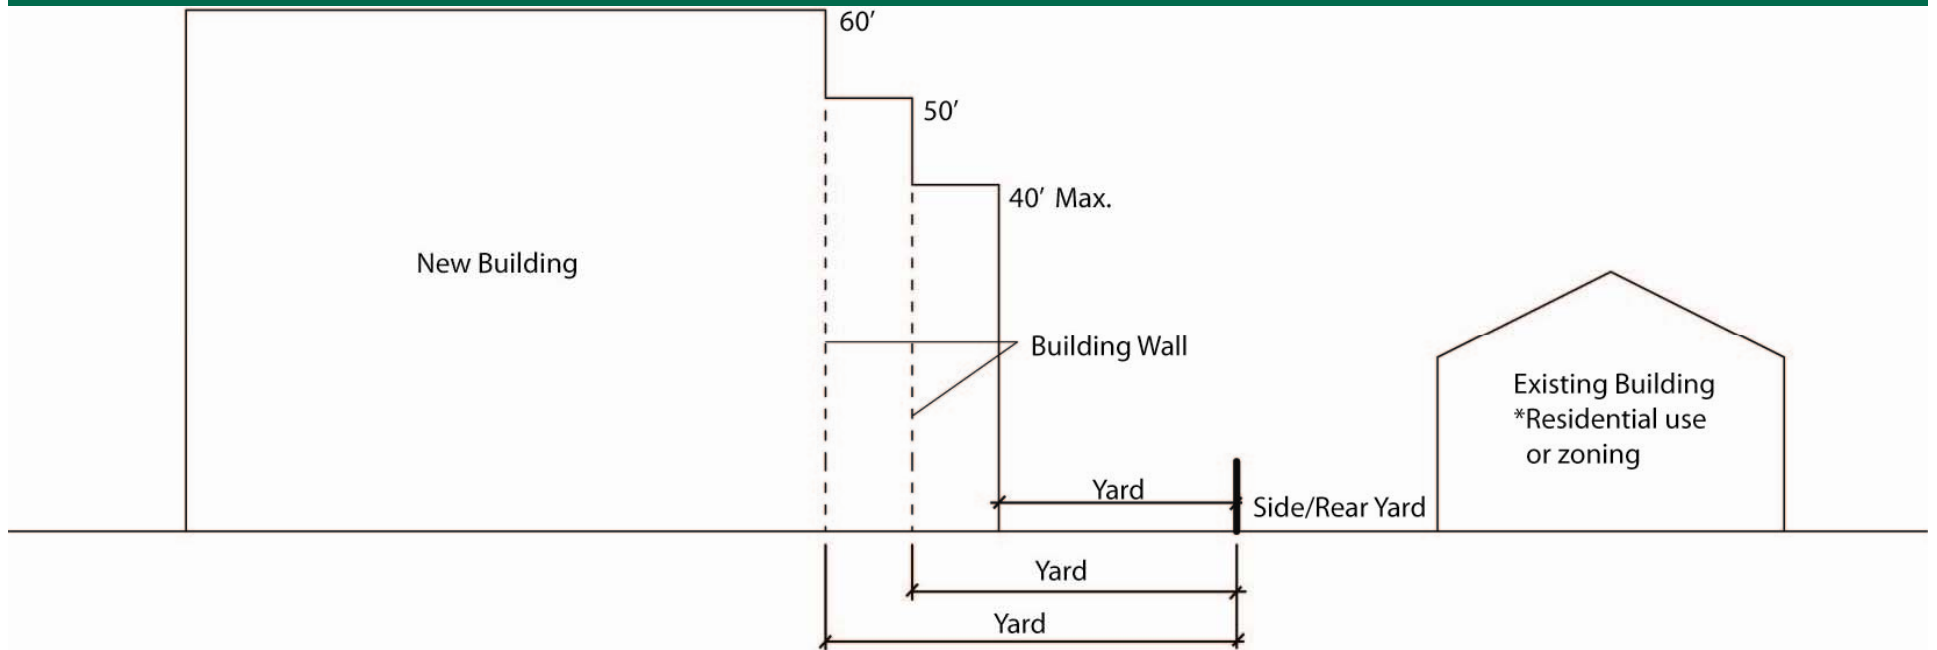 60′
50′
40′ Max.
New Building
Building Wall
Existing Building
*Residential use
or zoning
Yard
Side/Rear Yard
Yard
Yard